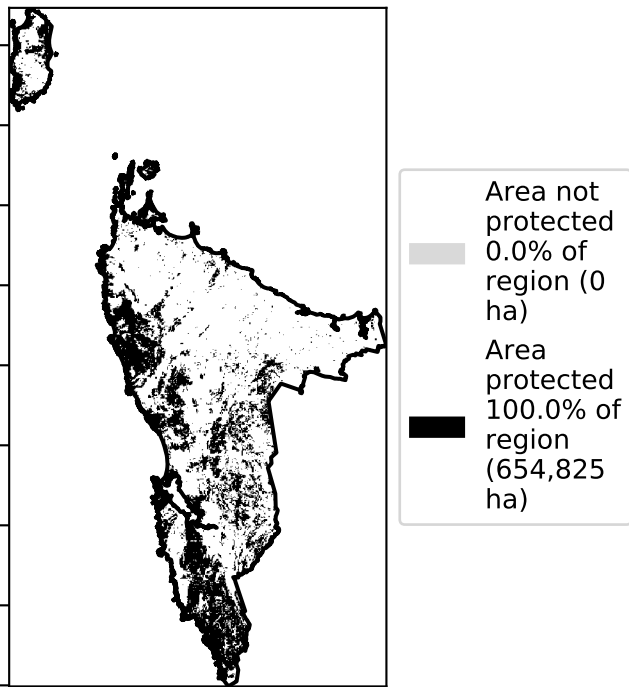 Area not
protected
0.0% of
region (0
ha)
Area
protected
100.0% of
region
(654,825
ha)